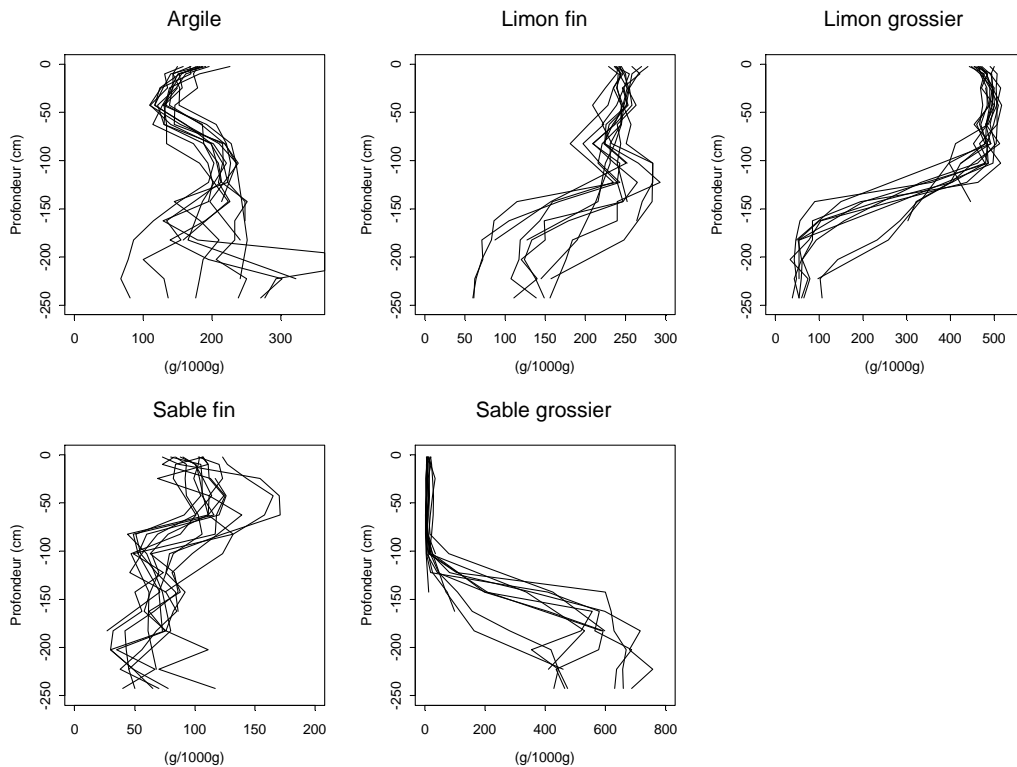 Argile
Profondeur (cm)
0
-50
-100
-150
-200
-250
0 100 200 300
(g/1000g)
Limon fin
Profondeur (cm)
0
-50
-100
-150
-200
-250
0 50 100 150 200 250 300
(g/1000g)
Limon grossier
Profondeur (cm)
0
-50
-100
-150
-200
-250
0 100 200 300 400 500
(g/1000g)
Sable fin
Profondeur (cm)
0
-50
-100
-150
-200
-250
0 50 100 150 200
(g/1000g)
Sable grossier
Profondeur (cm)
0
-50
-100
-150
-200
-250
0 200 400 600 800
(g/1000g)